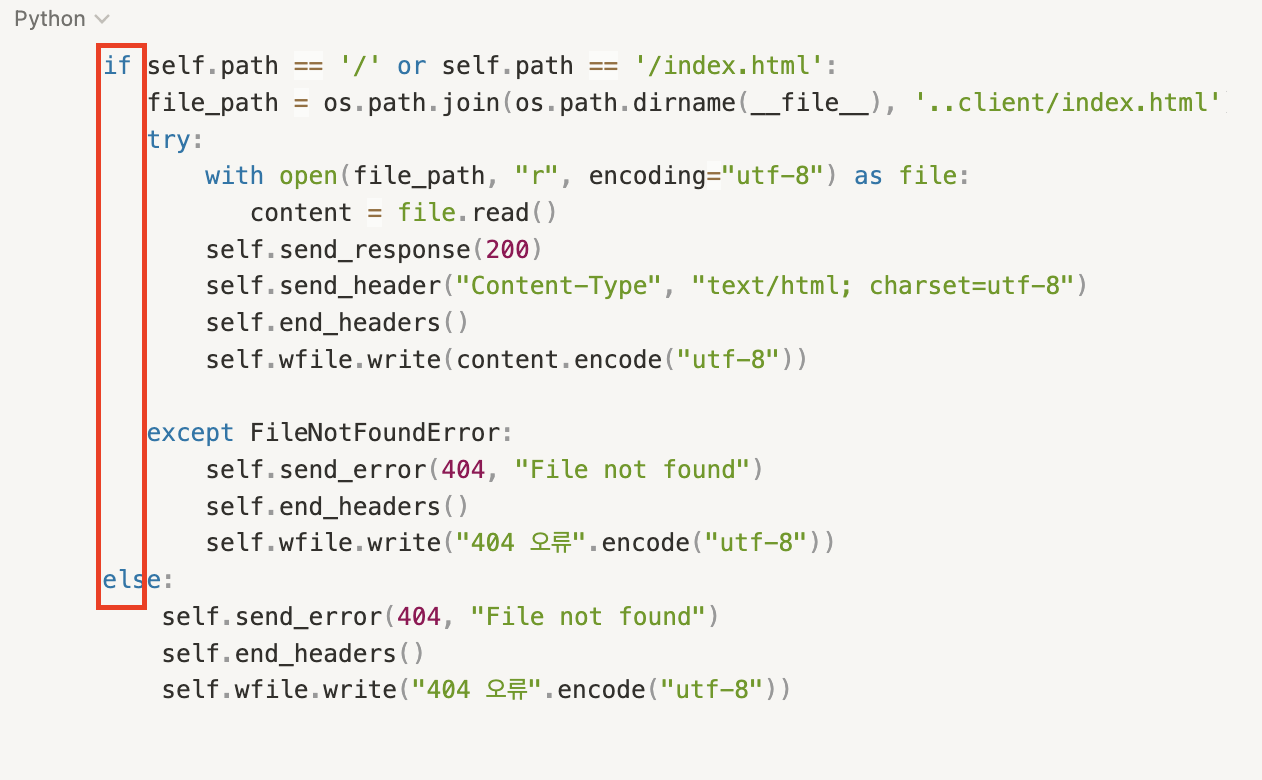 Python
if self.path == '/' or self.path == '/index.html':
file_path = os.path.join(os.path.dirname(__file__), '..client/index.html'
try:
with open(file_path, "r", encoding="utf-8") as file:
content = file.read()
self.send_response(200)
self.send_header("Content-Type", "text/html; charset=utf-8")
self.end_headers()
self.wfile.write(content.encode("utf-8"))
except FileNotFoundError:
self.send_error(404, "File not found")
self.end_headers()
self.wfile.write("404 오류".encode("utf-8"))
else:
self.send_error(404, "File not found")
self.end_headers()
self.wfile.write("404 오류".encode("utf-8"))